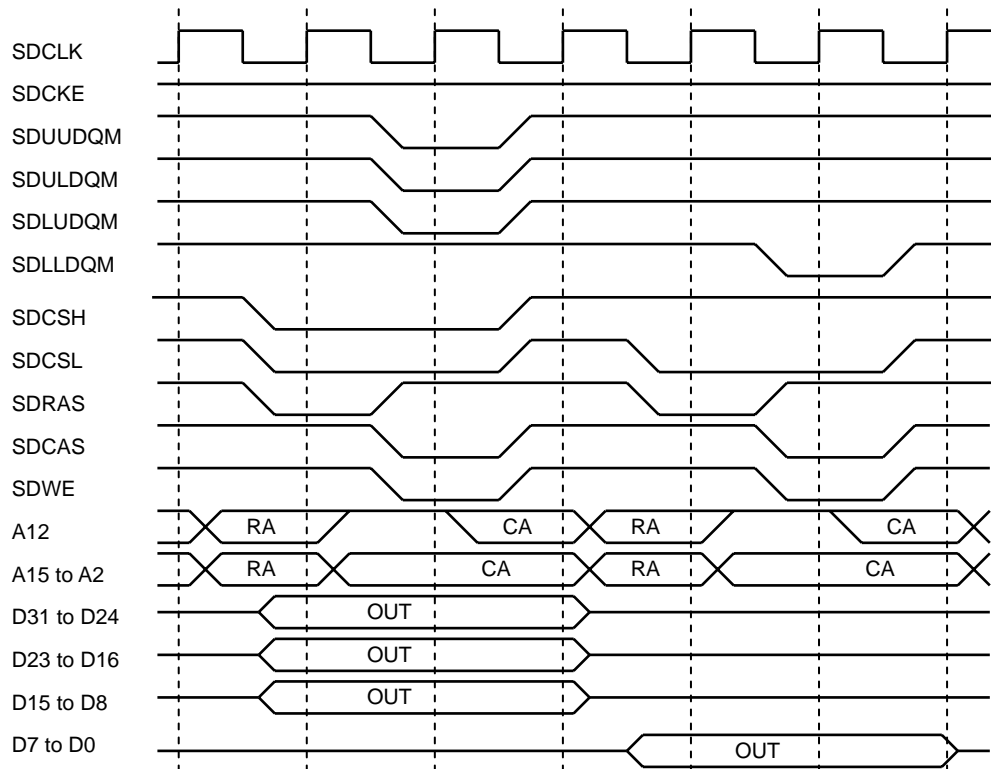 SDCLK
SDCKE
SDUUDQM
SDULDQM
SDLUDQM
SDLLDQM
SDCSH
SDCSL
SDRAS
SDCAS
SDWE
A12 RA CA RA CA
A15 to A2 RA CA RA CA
D31 to D24 OUT
D23 to D16 OUT
D15 to D8 OUT
D7 to D0 OUT